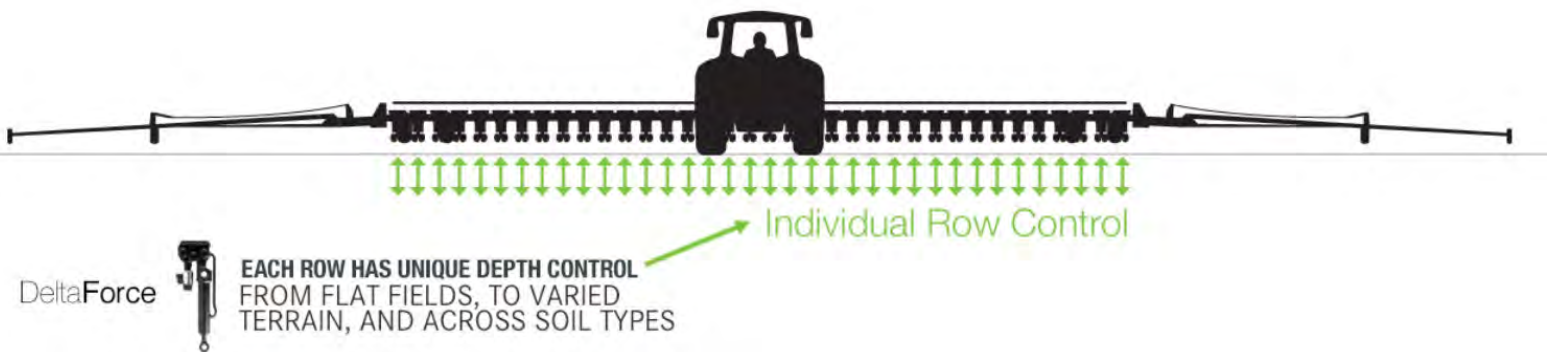 Individual Row Control
DeltaForce
EACH ROW HAS UNIQUE DEPTH CONTROL
FROM FLAT FIELDS, TO VARIED
TERRAIN, AND ACROSS SOIL TYPES